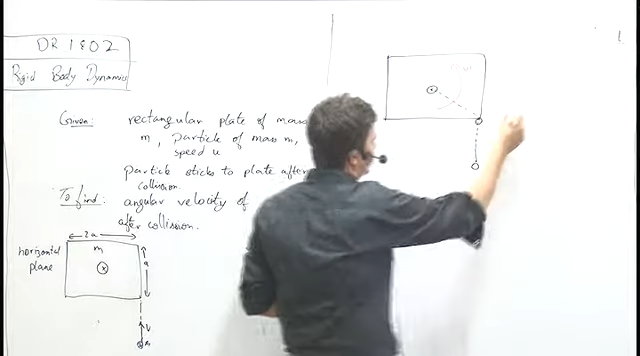 DR 1802
Rigid Body Dynamics
Given: rectangular plate of mass
m, particle of mass m,
speed u
particle sticks to plate after
collision.
To find: angular velocity of
after collision.
2a
horizontal
plane
m
a